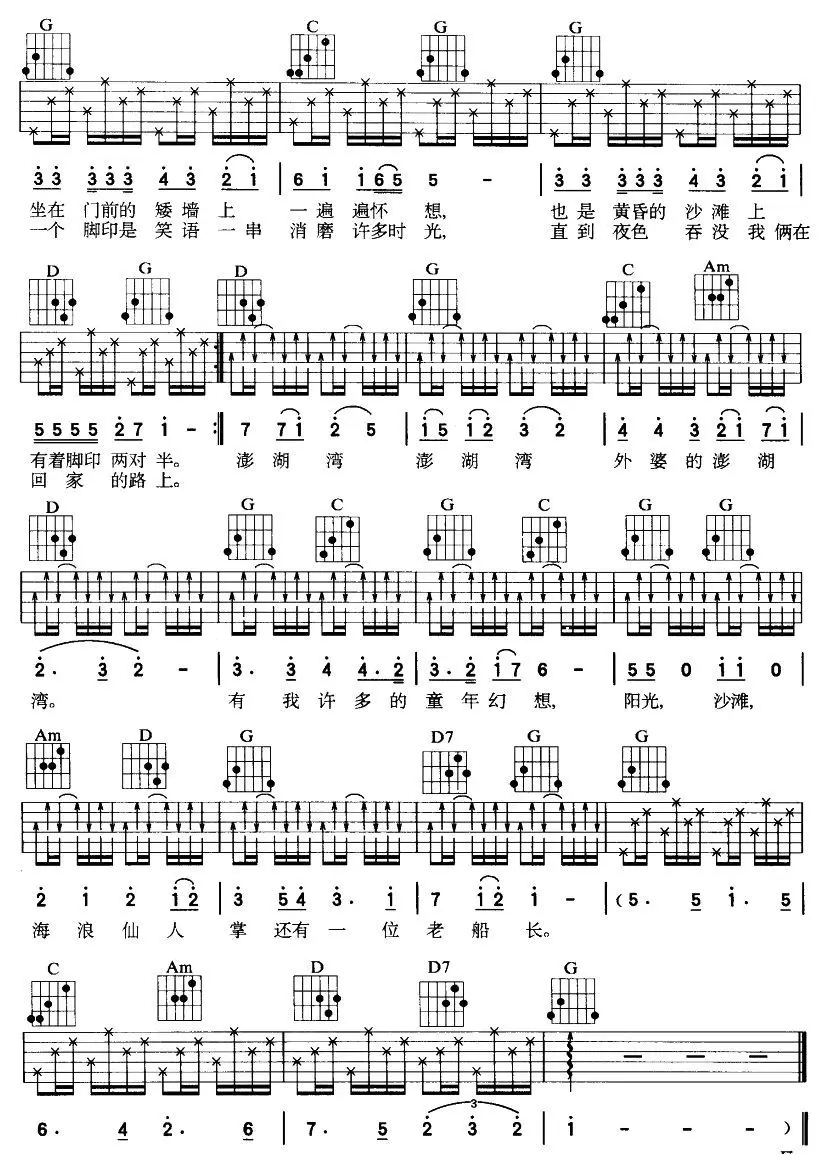 G C G G
3 3 3 3 3 4 3 2 1 | 6 1 1 6 5 5 - | 3 3 3 3 3 4 3 2 1 |
坐在 门前的 矮墙上 一遍遍怀想, 也是黄昏的沙滩上
一个 脚印是 笑语一串 消磨许多时光, 直到夜色 吞没我俩在
D G D G C Am
5 5 5 5 2 7 1 - :| 7 7 1 2 5 | 1 5 1 2 3 2 | 4 4 3 2 1 7 1 |
有着脚印两对半。 澎湖湾 澎湖湾 外婆的澎湖
回家 的路上。
D G C G C G G
2. 3 2 - | 3. 3 4 4. 2 | 3. 2 1 7 6 - | 5 5 0 1 1 0 |
湾。 有我许多的童年幻想, 阳光, 沙滩,
Am D G D7 G G
2 1 2 1 2 | 3 5 4 3. 1 | 7 1 2 1 - | (5. 5 1. 5 |
海浪仙人掌还有一位老船长。
C Am D D7 G
6. 4 2. 6 | 7. 5 2 3 2 | 1 - - - )
3